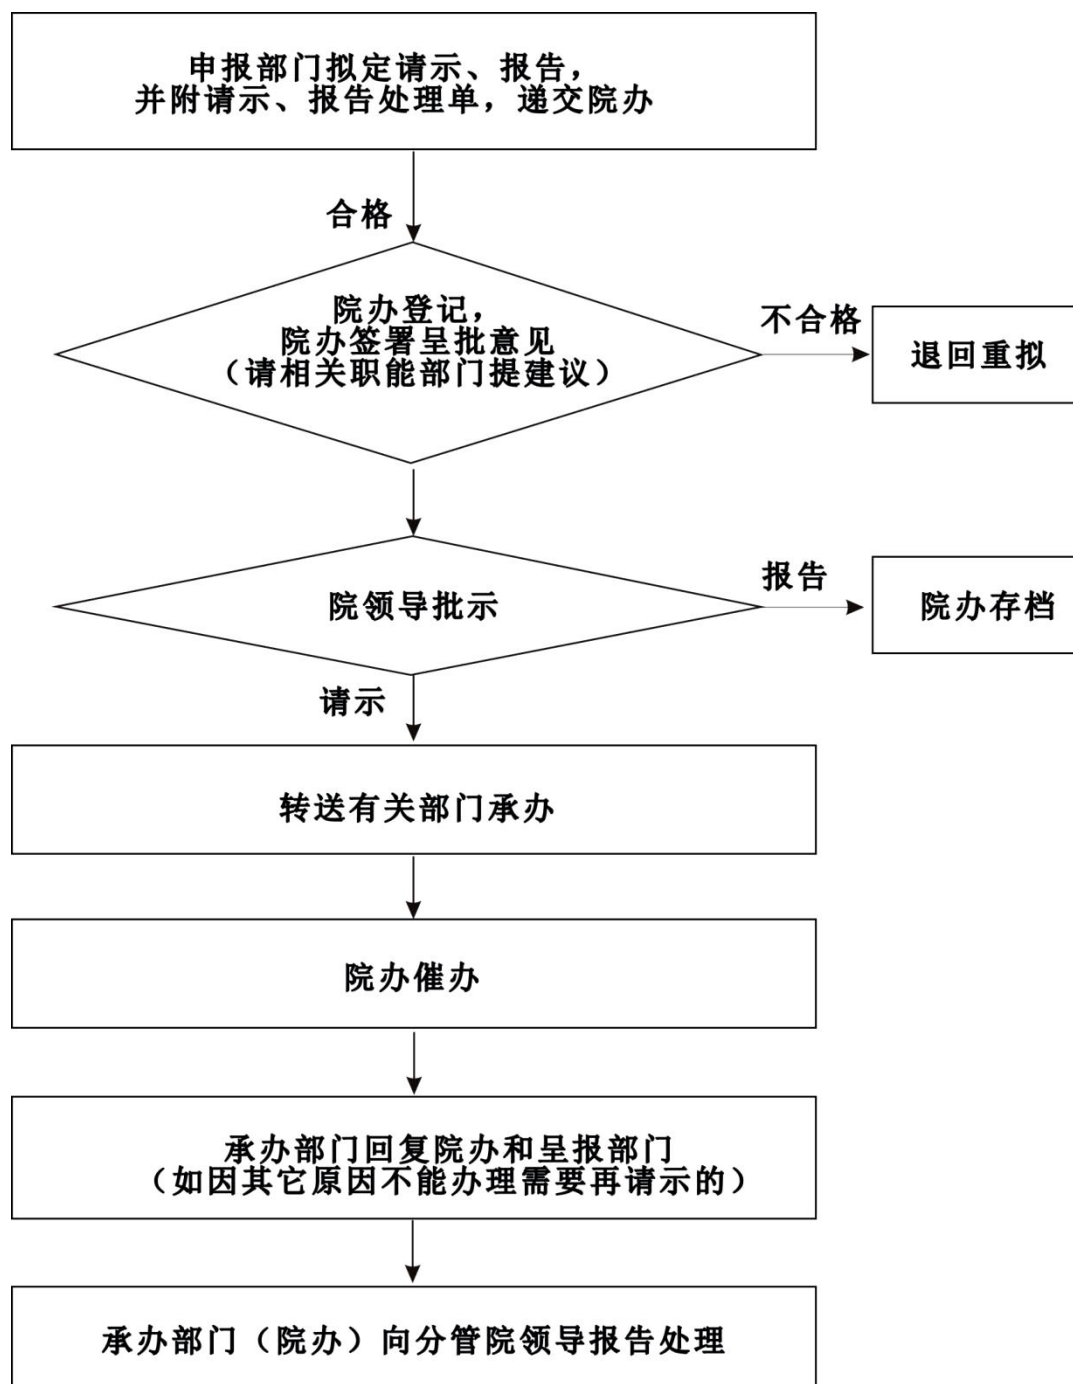 申报部门拟定请示、报告，
并附请示、报告处理单，递交院办
合格
院办登记，
院办签署呈批意见
（请相关职能部门提建议）
不合格
退回重拟
院领导批示
报告
院办存档
请示
转送有关部门承办
院办催办
承办部门回复院办和呈报部门
（如因其它原因不能办理需要再请示的）
承办部门（院办）向分管院领导报告处理